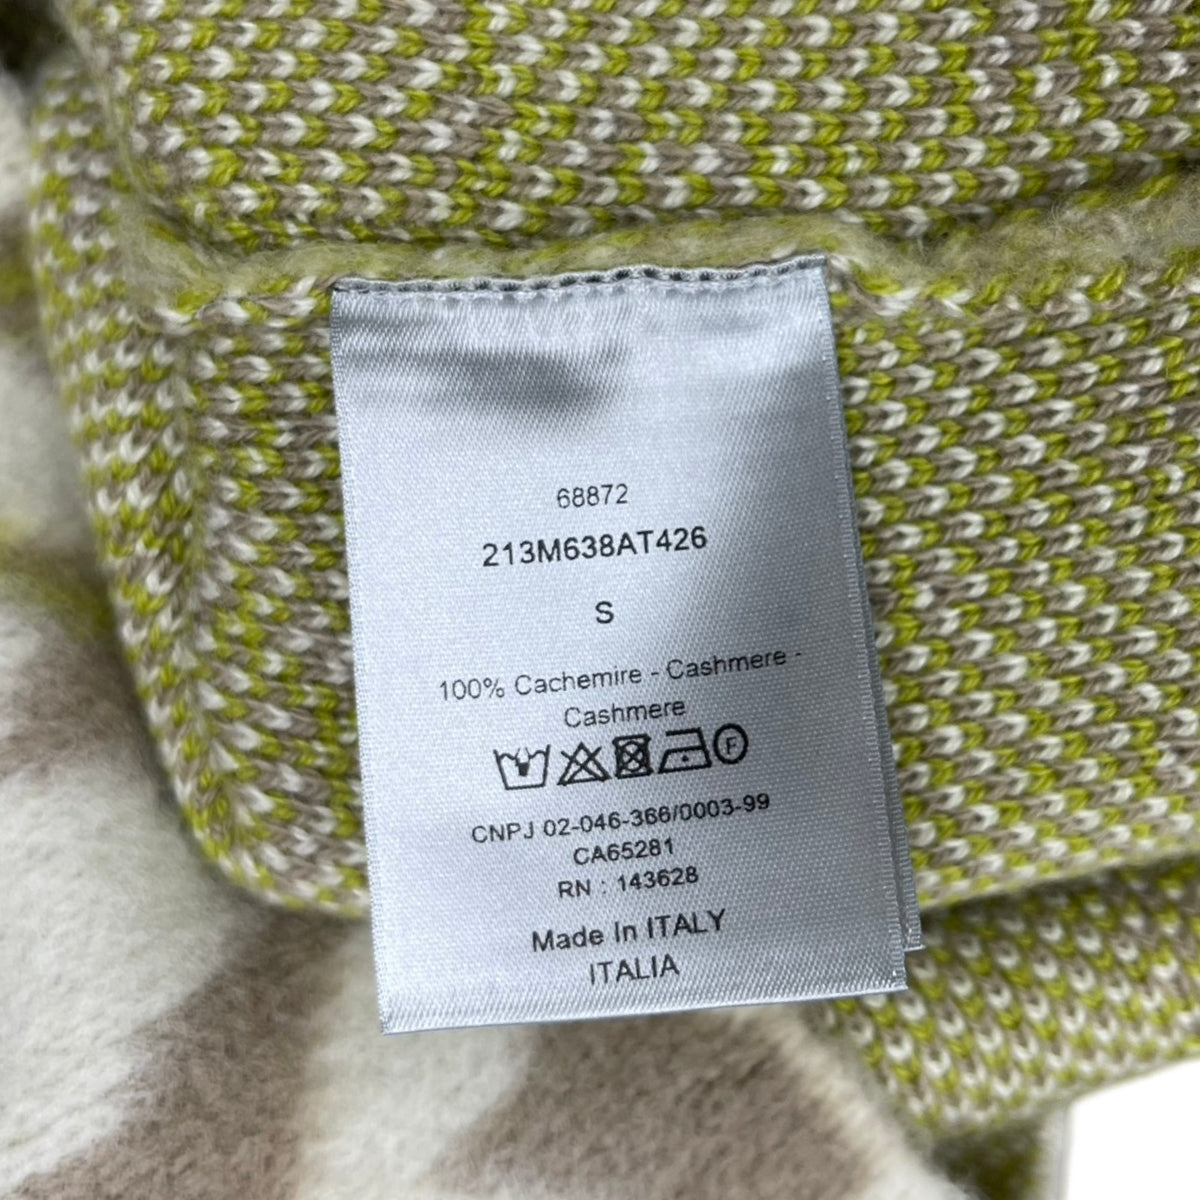 68872
213M638AT426
S
100% Cachemire - Cashmere -
Cashmere
F
CNPJ 02-046-366/0003-99
CA65281
RN : 143628
Made In ITALY
ITALIA